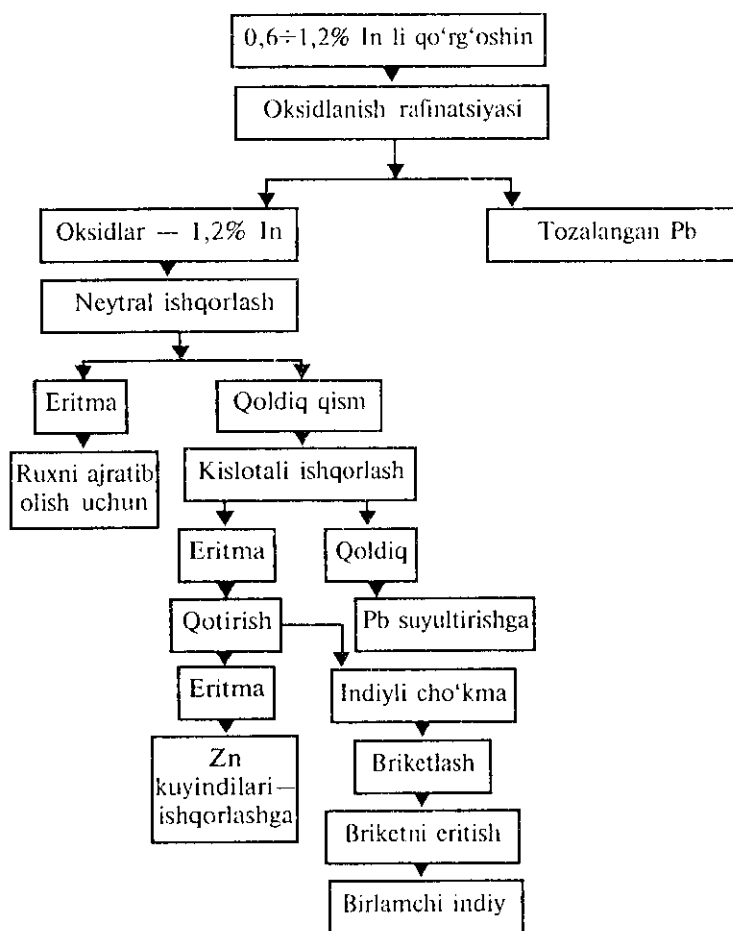 0,6÷1,2% In li qo‘rg‘oshin
Oksidlanish rafinatsiyasi
Oksidlar — 1,2% In
Tozalangan Pb
Neytral ishqorlash
Eritma
Qoldiq qism
Ruxni ajratib
olish uchun
Kislotali ishqorlash
Eritma
Qoldiq
Qotirish
Pb suyultirishga
Eritma
Indiyli cho‘kma
Zn
kuyindilari—
ishqorlashga
Briketlash
Briketni eritish
Birlamchi indiy